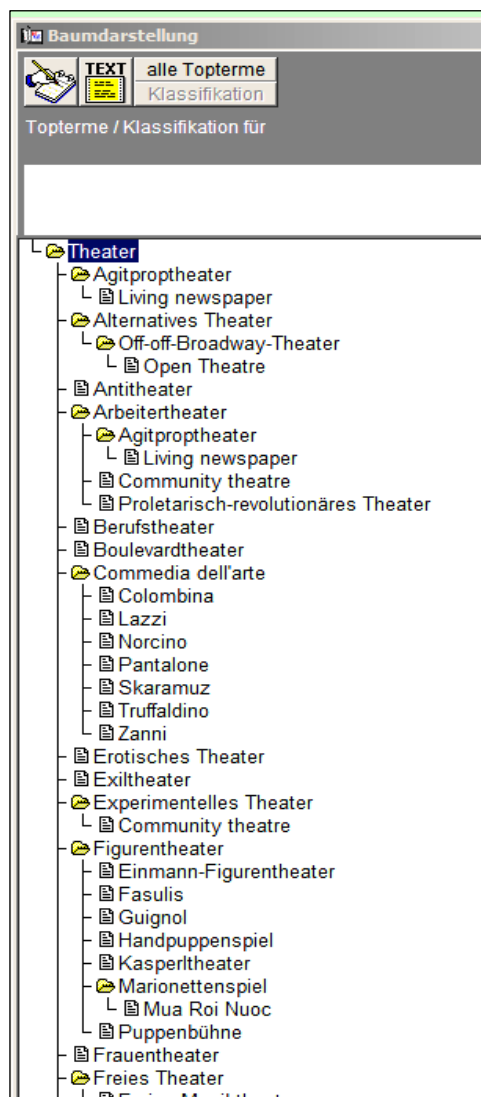 Baumdarstellung
TEXT
alle Topterme
Klassifikation
Topterme / Klassifikation für
Theater
Agitproptheater
Living newspaper
Alternatives Theater
Off-off-Broadway-Theater
Open Theatre
Antitheater
Arbeitertheater
Agitproptheater
Living newspaper
Community theatre
Proletarisch-revolutionäres Theater
Berufstheater
Boulevardtheater
Commedia dell'arte
Colombina
Lazzi
Norcino
Pantalone
Skaramuz
Truffaldino
Zanni
Erotisches Theater
Exiltheater
Experimentelles Theater
Community theatre
Figurentheater
Einmann-Figurentheater
Fasulis
Guignol
Handpuppenspiel
Kasperltheater
Marionettenspiel
Mua Roi Nuoc
Puppenbühne
Frauentheater
Freies Theater